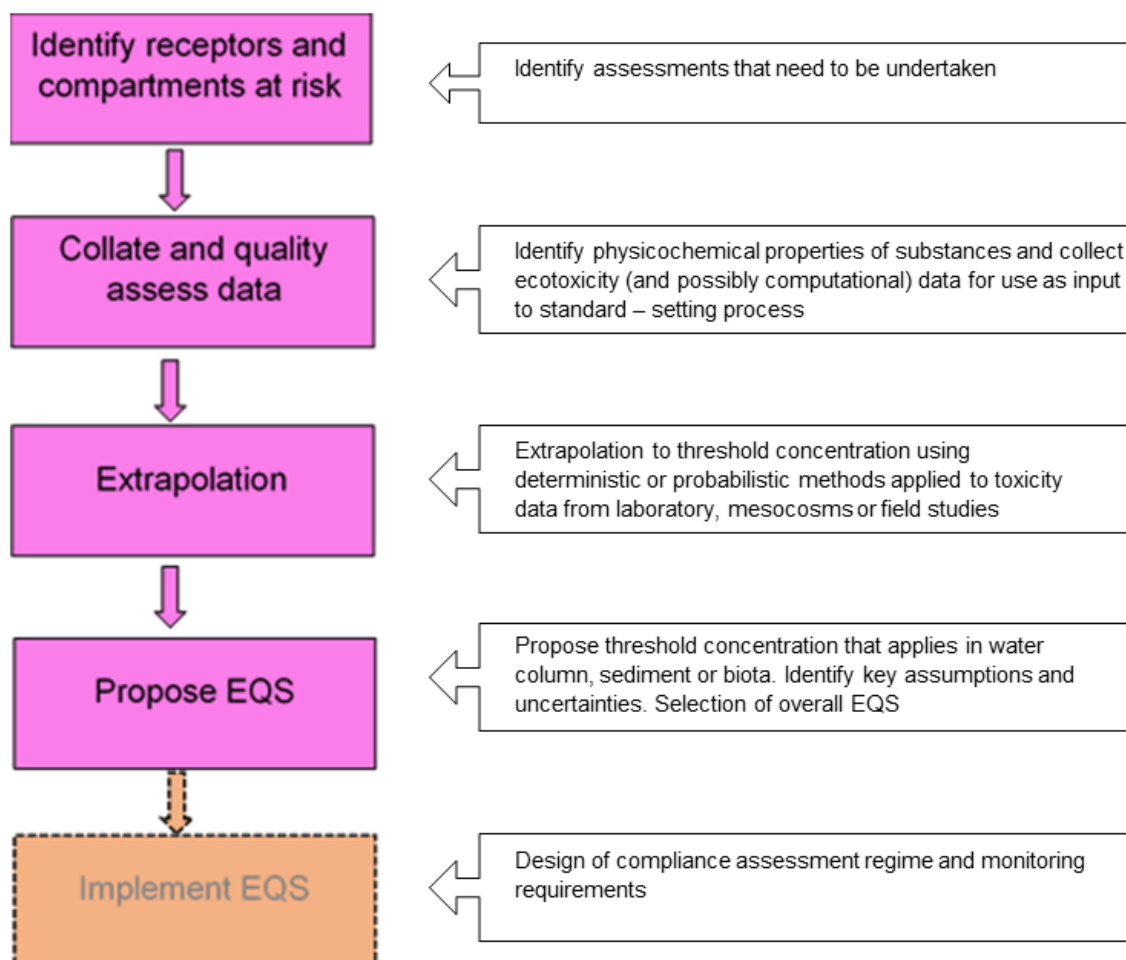 Identify receptors and
compartments at risk
Identify assessments that need to be undertaken
Collate and quality
assess data
Identify physicochemical properties of substances and collect
ecotoxicity (and possibly computational) data for use as input
to standard – setting process
Extrapolation
Extrapolation to threshold concentration using
deterministic or probabilistic methods applied to toxicity
data from laboratory, mesocosms or field studies
Propose EQS
Propose threshold concentration that applies in water
column, sediment or biota. Identify key assumptions and
uncertainties. Selection of overall EQS
Implement EQS
Design of compliance assessment regime and monitoring
requirements